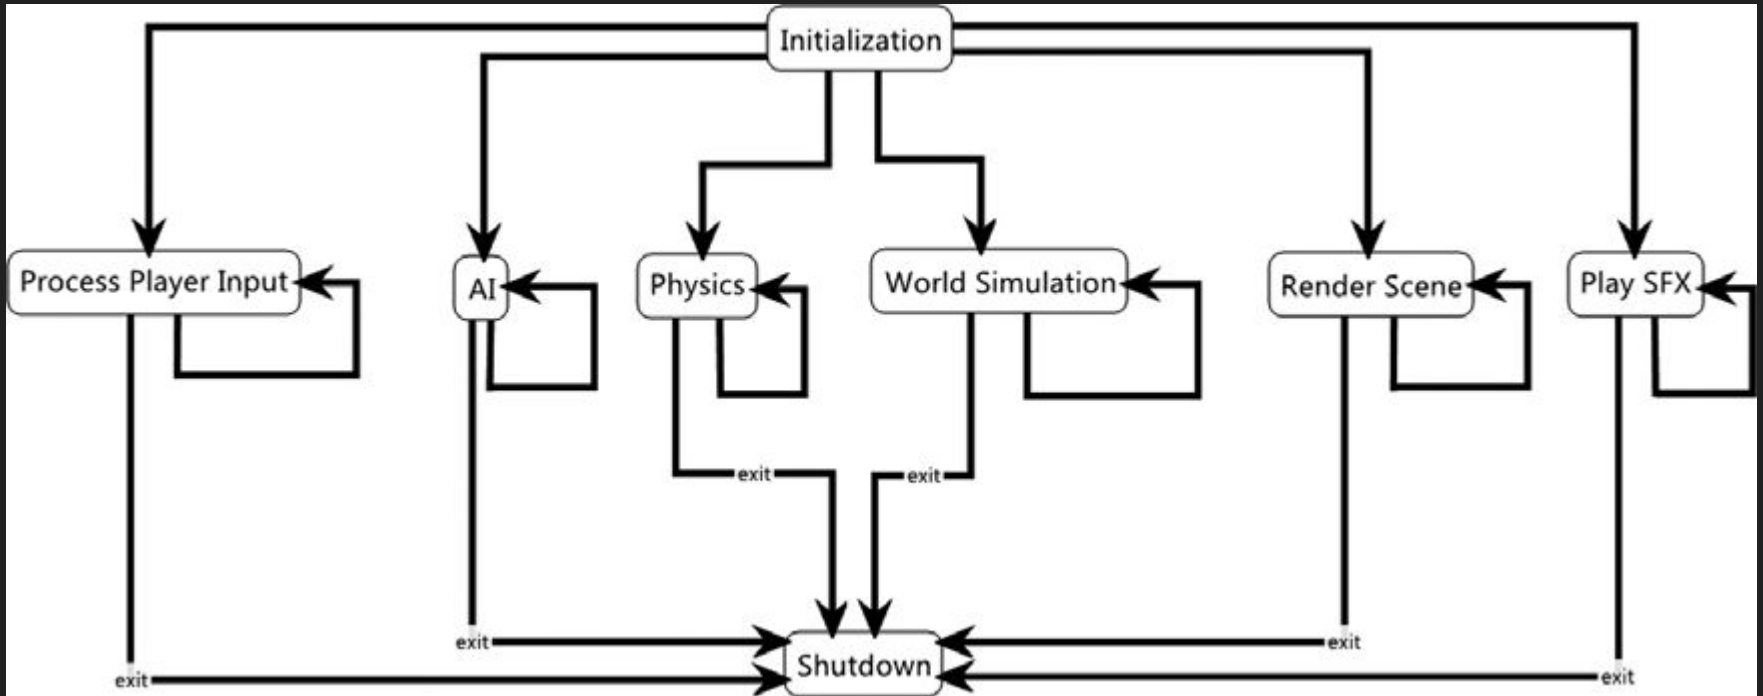 Initialization
Process Player Input
AI
Physics
World Simulation
Render Scene
Play SFX
exit
exit
exit
exit
Shutdown
exit
exit